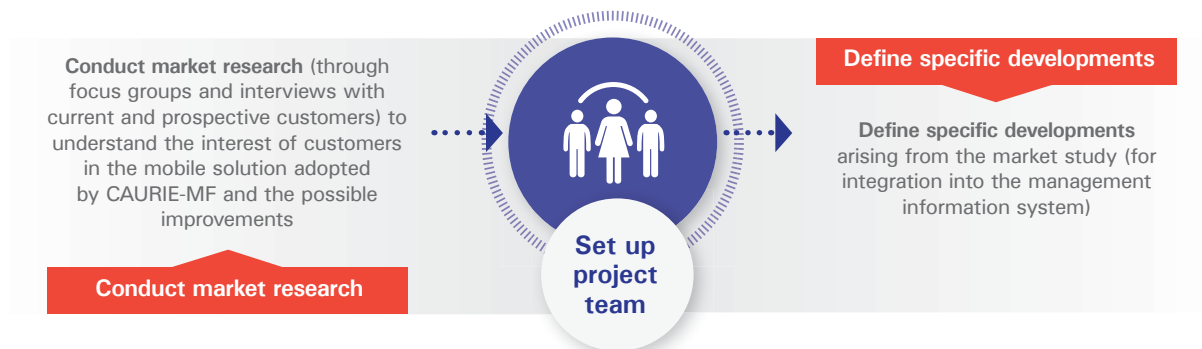 Conduct market research (through
focus groups and interviews with
current and prospective customers) to
understand the interest of customers
in the mobile solution adopted
by CAURIE-MF and the possible
improvements
Conduct market research
Set up
project
team
Define specific developments
Define specific developments
arising from the market study (for
integration into the management
information system)